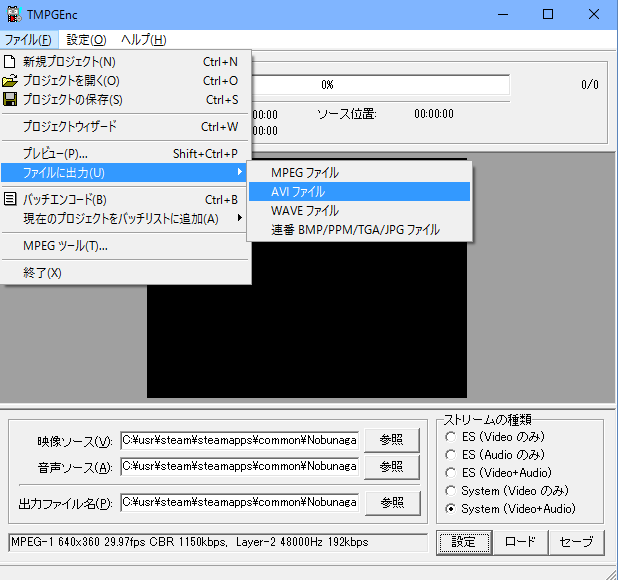 TMPGEnc
ファイル(F) 設定(O) ヘルプ(H)
新規プロジェクト(N) Ctrl+N
プロジェクトを開く(O) Ctrl+O
プロジェクトの保存(S) Ctrl+S
プロジェクトウィザード Ctrl+W
プレビュー(P)... Shift+Ctrl+P
ファイルに出力(U)
バッチエンコード(B) Ctrl+B
現在のプロジェクトをバッチリストに追加(A)
MPEG ツール(T)...
終了(X)
0% 0/0
00:00 ソース位置: 00:00:00
00:00
MPEG ファイル
AVI ファイル
WAVE ファイル
連番 BMP/PPM/TGA/JPG ファイル
映像ソース(V): C:¥usr¥steam¥steamapps¥common¥Nobunaga 参照
音声ソース(A): C:¥usr¥steam¥steamapps¥common¥Nobunaga 参照
出力ファイル名(P): C:¥usr¥steam¥steamapps¥common¥Nobunaga 参照
ストリームの種類
ES (Video のみ)
ES (Audio のみ)
ES (Video+Audio)
System (Video のみ)
System (Video+Audio)
MPEG-1 640x360 29.97fps CBR 1150kbps, Layer-2 48000Hz 192kbps
設定 ロード セーブ